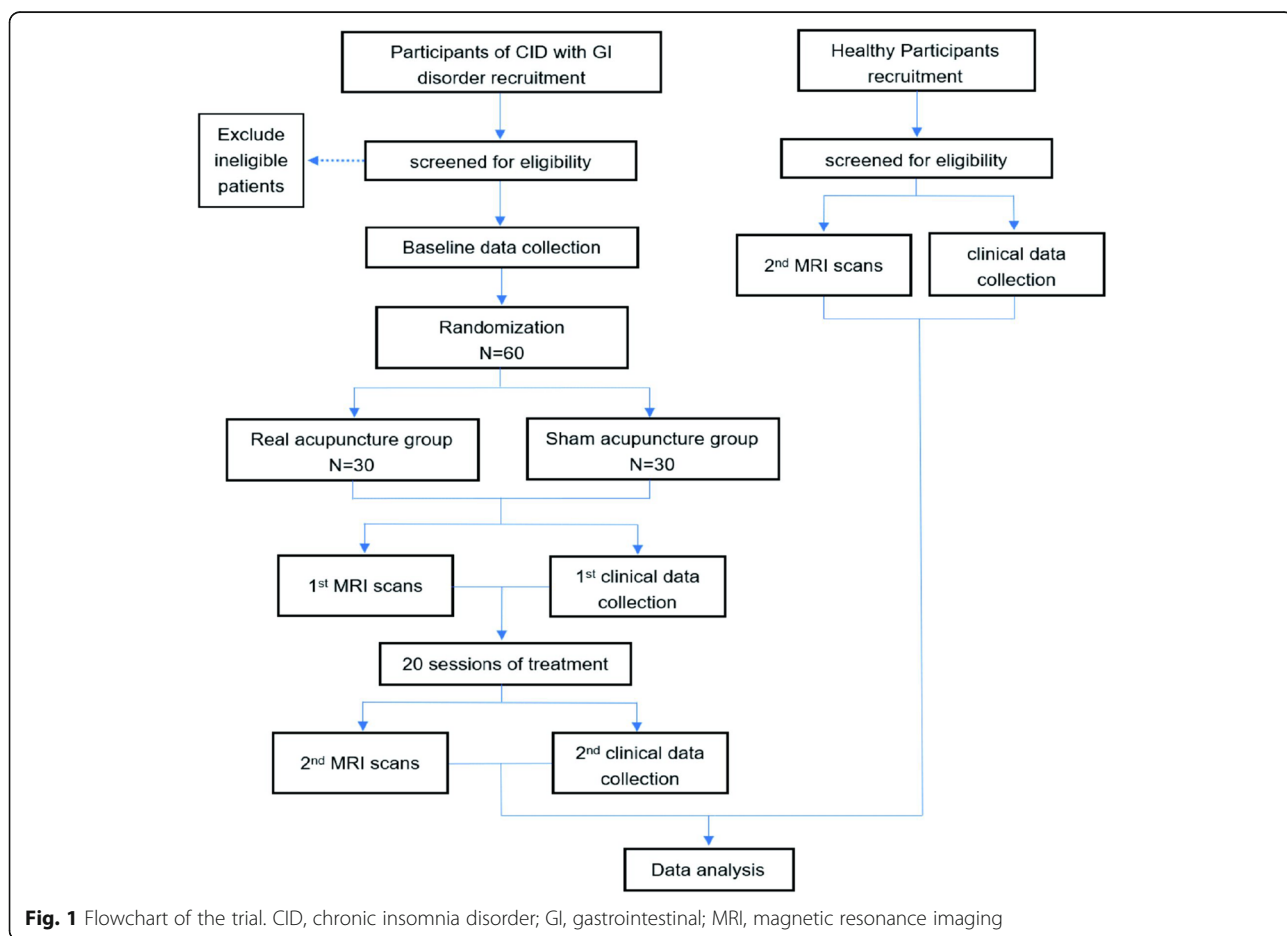 Participants of CID with GI
disorder recruitment
Exclude
ineligible
patients
screened for eligibility
Baseline data collection
Randomization
N=60
Real acupuncture group
N=30
Sham acupuncture group
N=30
1st MRI scans
1st clinical data
collection
20 sessions of treatment
2nd MRI scans
2nd clinical data
collection
Healthy Participants
recruitment
screened for eligibility
2nd MRI scans
clinical data
collection
Data analysis
Fig. 1 Flowchart of the trial. CID, chronic insomnia disorder; GI, gastrointestinal; MRI, magnetic resonance imaging